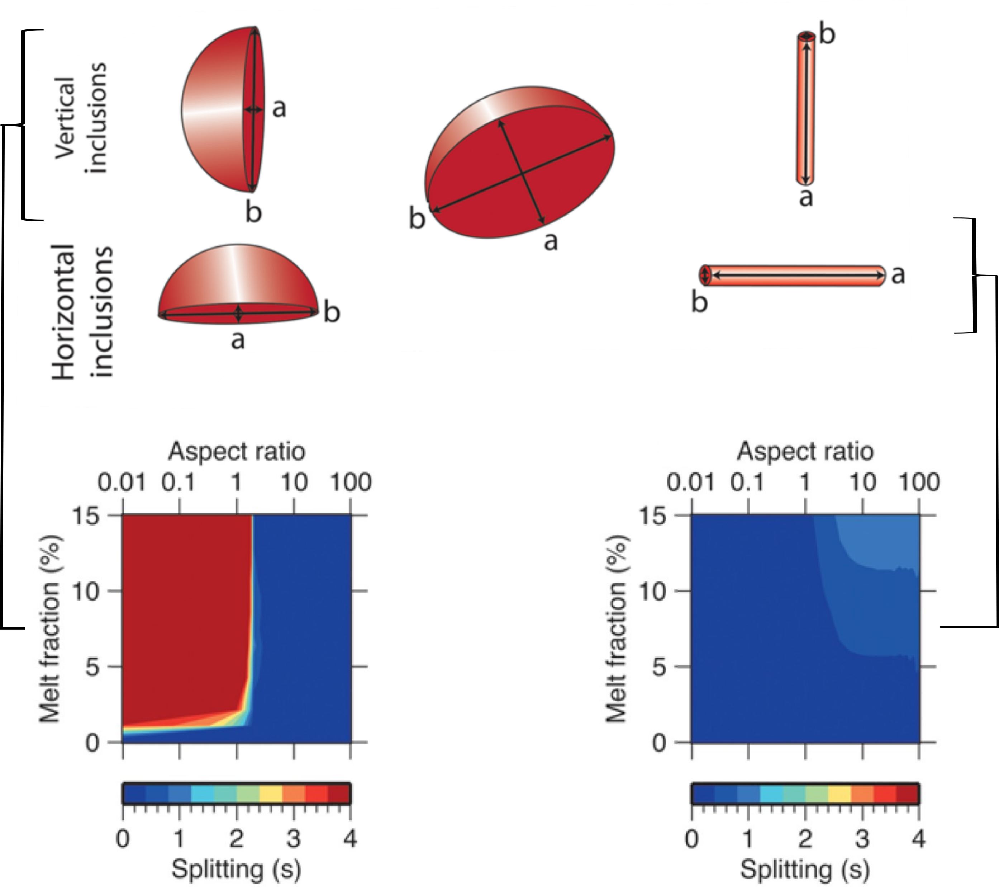 Vertical
inclusions
a
b
b
a
b
a
Horizontal
inclusions
b
a
a
b
Aspect ratio
0.01 0.1 1 10 100
15
10
5
0
Melt fraction (%)
0 1 2 3 4
Splitting (s)
Aspect ratio
0.01 0.1 1 10 100
15
10
5
0
Melt fraction (%)
0 1 2 3 4
Splitting (s)